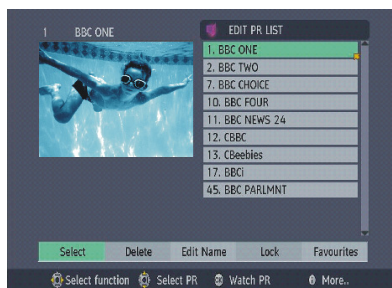 1 BBC ONE
EDIT PR LIST
1. BBC ONE
2. BBC TWO
7. BBC CHOICE
10. BBC FOUR
11. BBC NEWS 24
12. CBBC
13. CBeebies
17. BBCi
45. BBC PARLMNT
Select Delete Edit Name Lock Favourites
Select function Select PR Watch PR More..